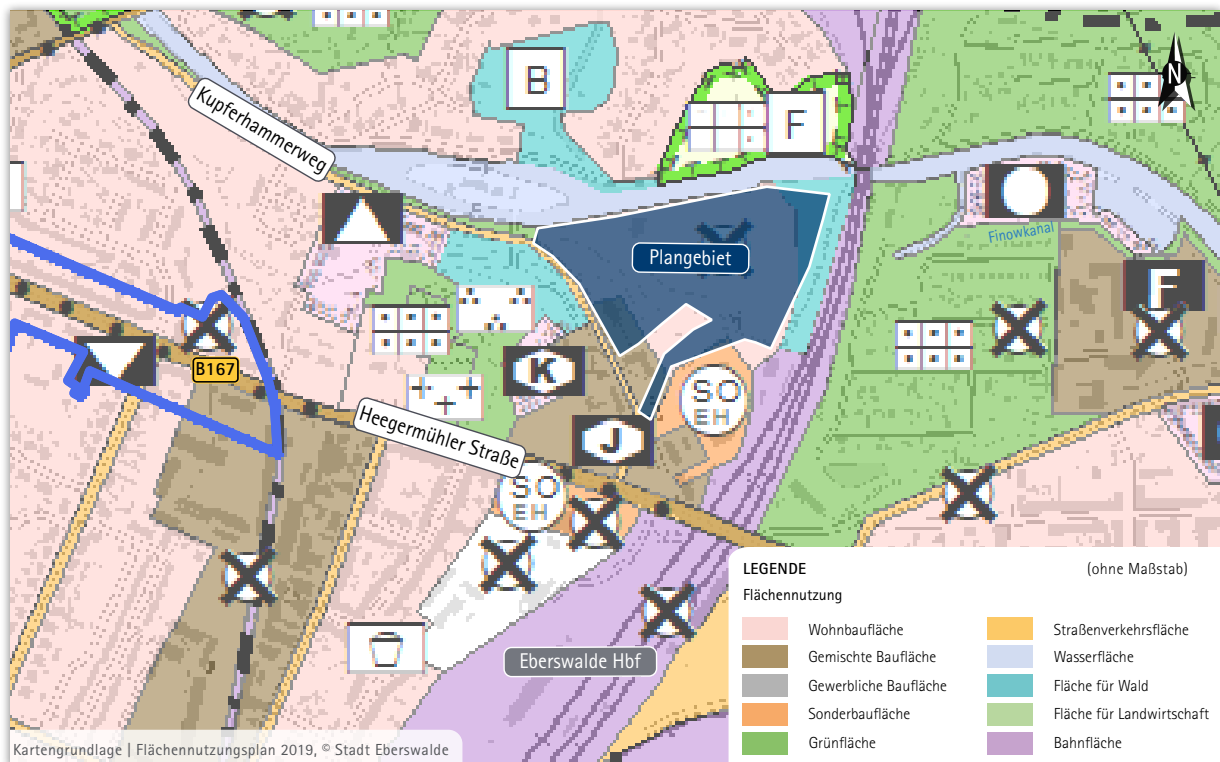 B
F
N
Kupferhammerweg
Finowkanal
Plangebiet
F
B167
K
SO
EH
Heegermühler Straße
J
SO
EH
Eberswalde Hbf
LEGENDE
(ohne Maßstab)
Flächennutzung
Wohnbaufläche
Gemischte Baufläche
Gewerbliche Baufläche
Sonderbaufläche
Grünfläche
Straßenverkehrsfläche
Wasserfläche
Fläche für Wald
Fläche für Landwirtschaft
Bahnfläche
Kartengrundlage | Flächennutzungsplan 2019, © Stadt Eberswalde